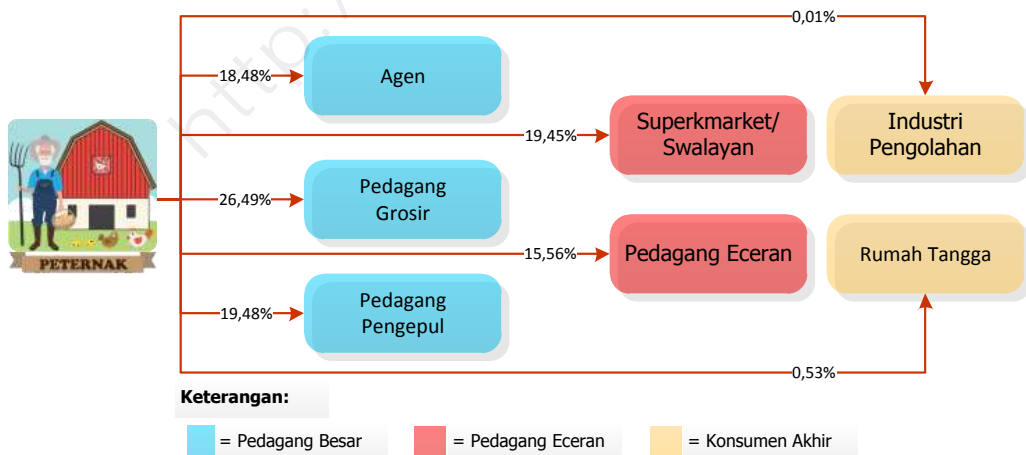 http:/
0,01%
18,48%
Agen
19,45%
Superkmarket/
Swalayan
Industri
Pengolahan
26,49%
Pedagang
Grosir
15,56%
Pedagang Eceran
Rumah Tangga
PETERNAK
19,48%
Pedagang
Pengepul
0,53%
Keterangan:
= Pedagang Besar
= Pedagang Eceran
= Konsumen Akhir